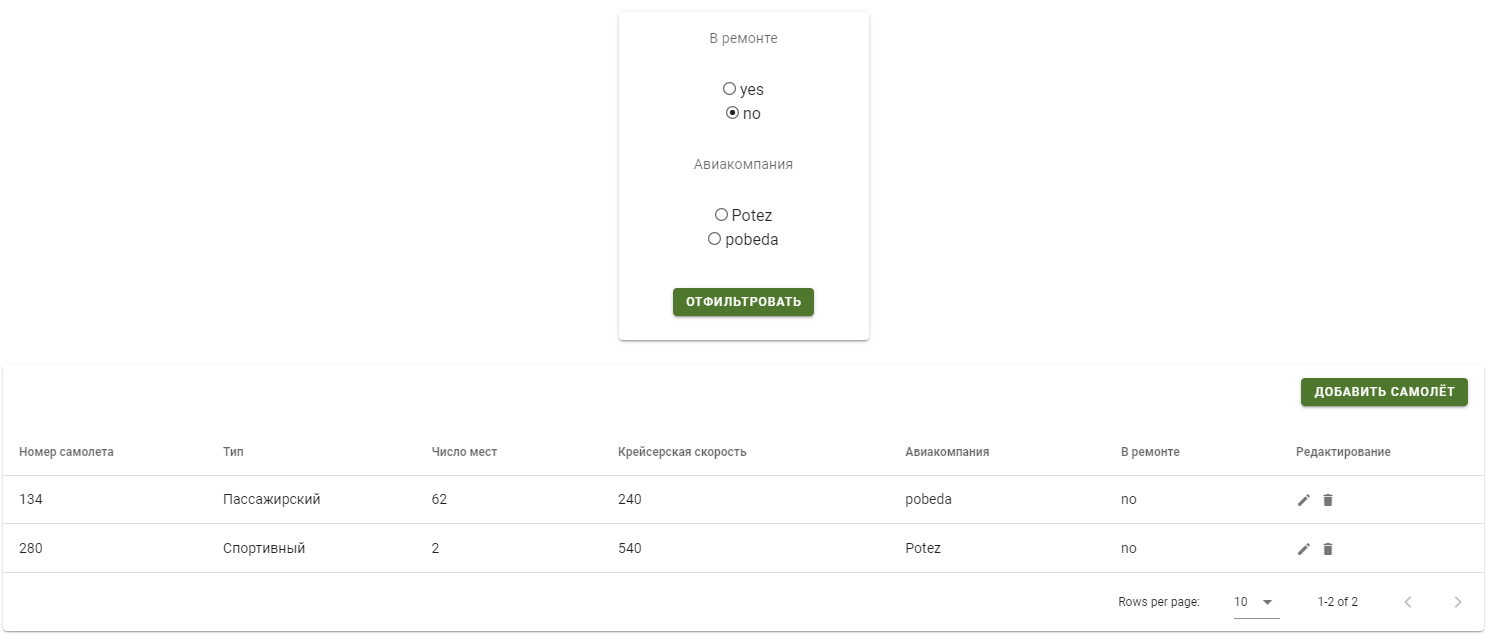 В ремонте
yes
no
Авиакомпания
Potez
pobeda
ОТФИЛЬТРОВАТЬ
ДОБАВИТЬ САМОЛЁТ
Номер самолета Тип Число мест Крейсерская скорость Авиакомпания В ремонте Редактирование
134 Пассажирский 62 240 pobeda no
280 Спортивный 2 540 Potez no
Rows per page: 10 1-2 of 2